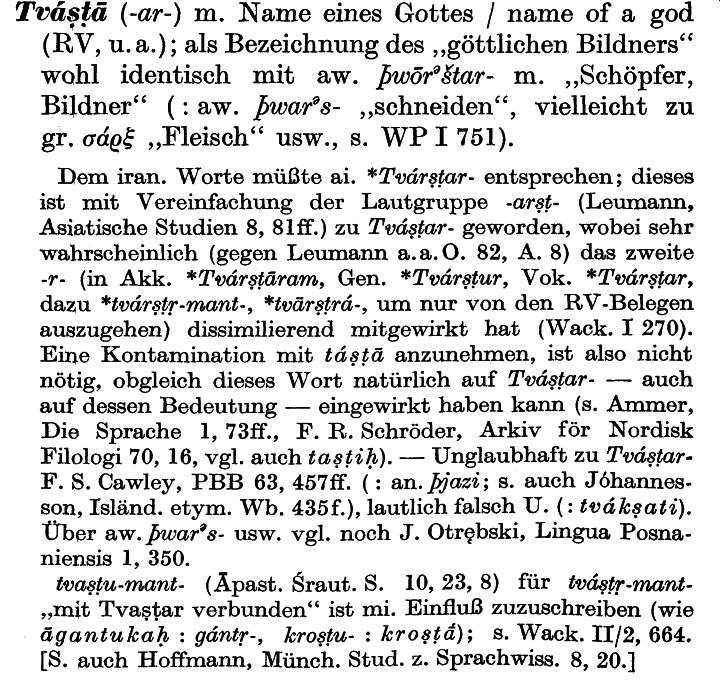 Tváṣṭā (-ar-) m. Name eines Gottes / name of a god
(RV, u. a.); als Bezeichnung des „göttlichen Bildners“
wohl identisch mit aw. ϑwōrᵊštar- m. „Schöpfer,
Bildner“ (: aw. ϑwarᵊs- „schneiden“, vielleicht zu
gr. σάρξ „Fleisch“ usw., s. WP I 751).
Dem iran. Worte müßte ai. *Tvárṣṭar- entsprechen; dieses
ist mit Vereinfachung der Lautgruppe -arṣṭ- (Leumann,
Asiatische Studien 8, 81ff.) zu Tváṣṭar- geworden, wobei sehr
wahrscheinlich (gegen Leumann a. a. O. 82, A. 8) das zweite
-r- (in Akk. *Tvárṣṭāram, Gen. *Tvárṣṭur, Vok. *Tvárṣṭar,
dazu *tvárṣṭṛ-mant-, *tvārṣṭrá-, um nur von den RV-Belegen
auszugehen) dissimilierend mitgewirkt hat (Wack. I 270).
Eine Kontamination mit táṣṭā anzunehmen, ist also nicht
nötig, obgleich dieses Wort natürlich auf Tváṣṭar- — auch
auf dessen Bedeutung — eingewirkt haben kann (s. Ammer,
Die Sprache 1, 73ff., F. R. Schröder, Arkiv för Nordisk
Filologi 70, 16, vgl. auch taṣṭiḥ). — Unglaubhaft zu Tváṣṭar-
F. S. Cawley, PBB 63, 457ff. (: an. Þjazi; s. auch Jóhannes-
son, Isländ. etym. Wb. 435f.), lautlich falsch U. (: tvákṣati).
Über aw. ϑwarᵊs- usw. vgl. noch J. Otrębski, Lingua Posna-
niensis 1, 350.
tvaṣṭu-mant- (Āpast. Śraut. S. 10, 23, 8) für tváṣṭṛ-mant-
„mit Tvaṣṭar verbunden“ ist mi. Einfluß zuzuschreiben (wie
āgantukaḥ : gántṛ-, kroṣṭu- : kroṣṭā́); s. Wack. II/2, 664.
[S. auch Hoffmann, Münch. Stud. z. Sprachwiss. 8, 20.]